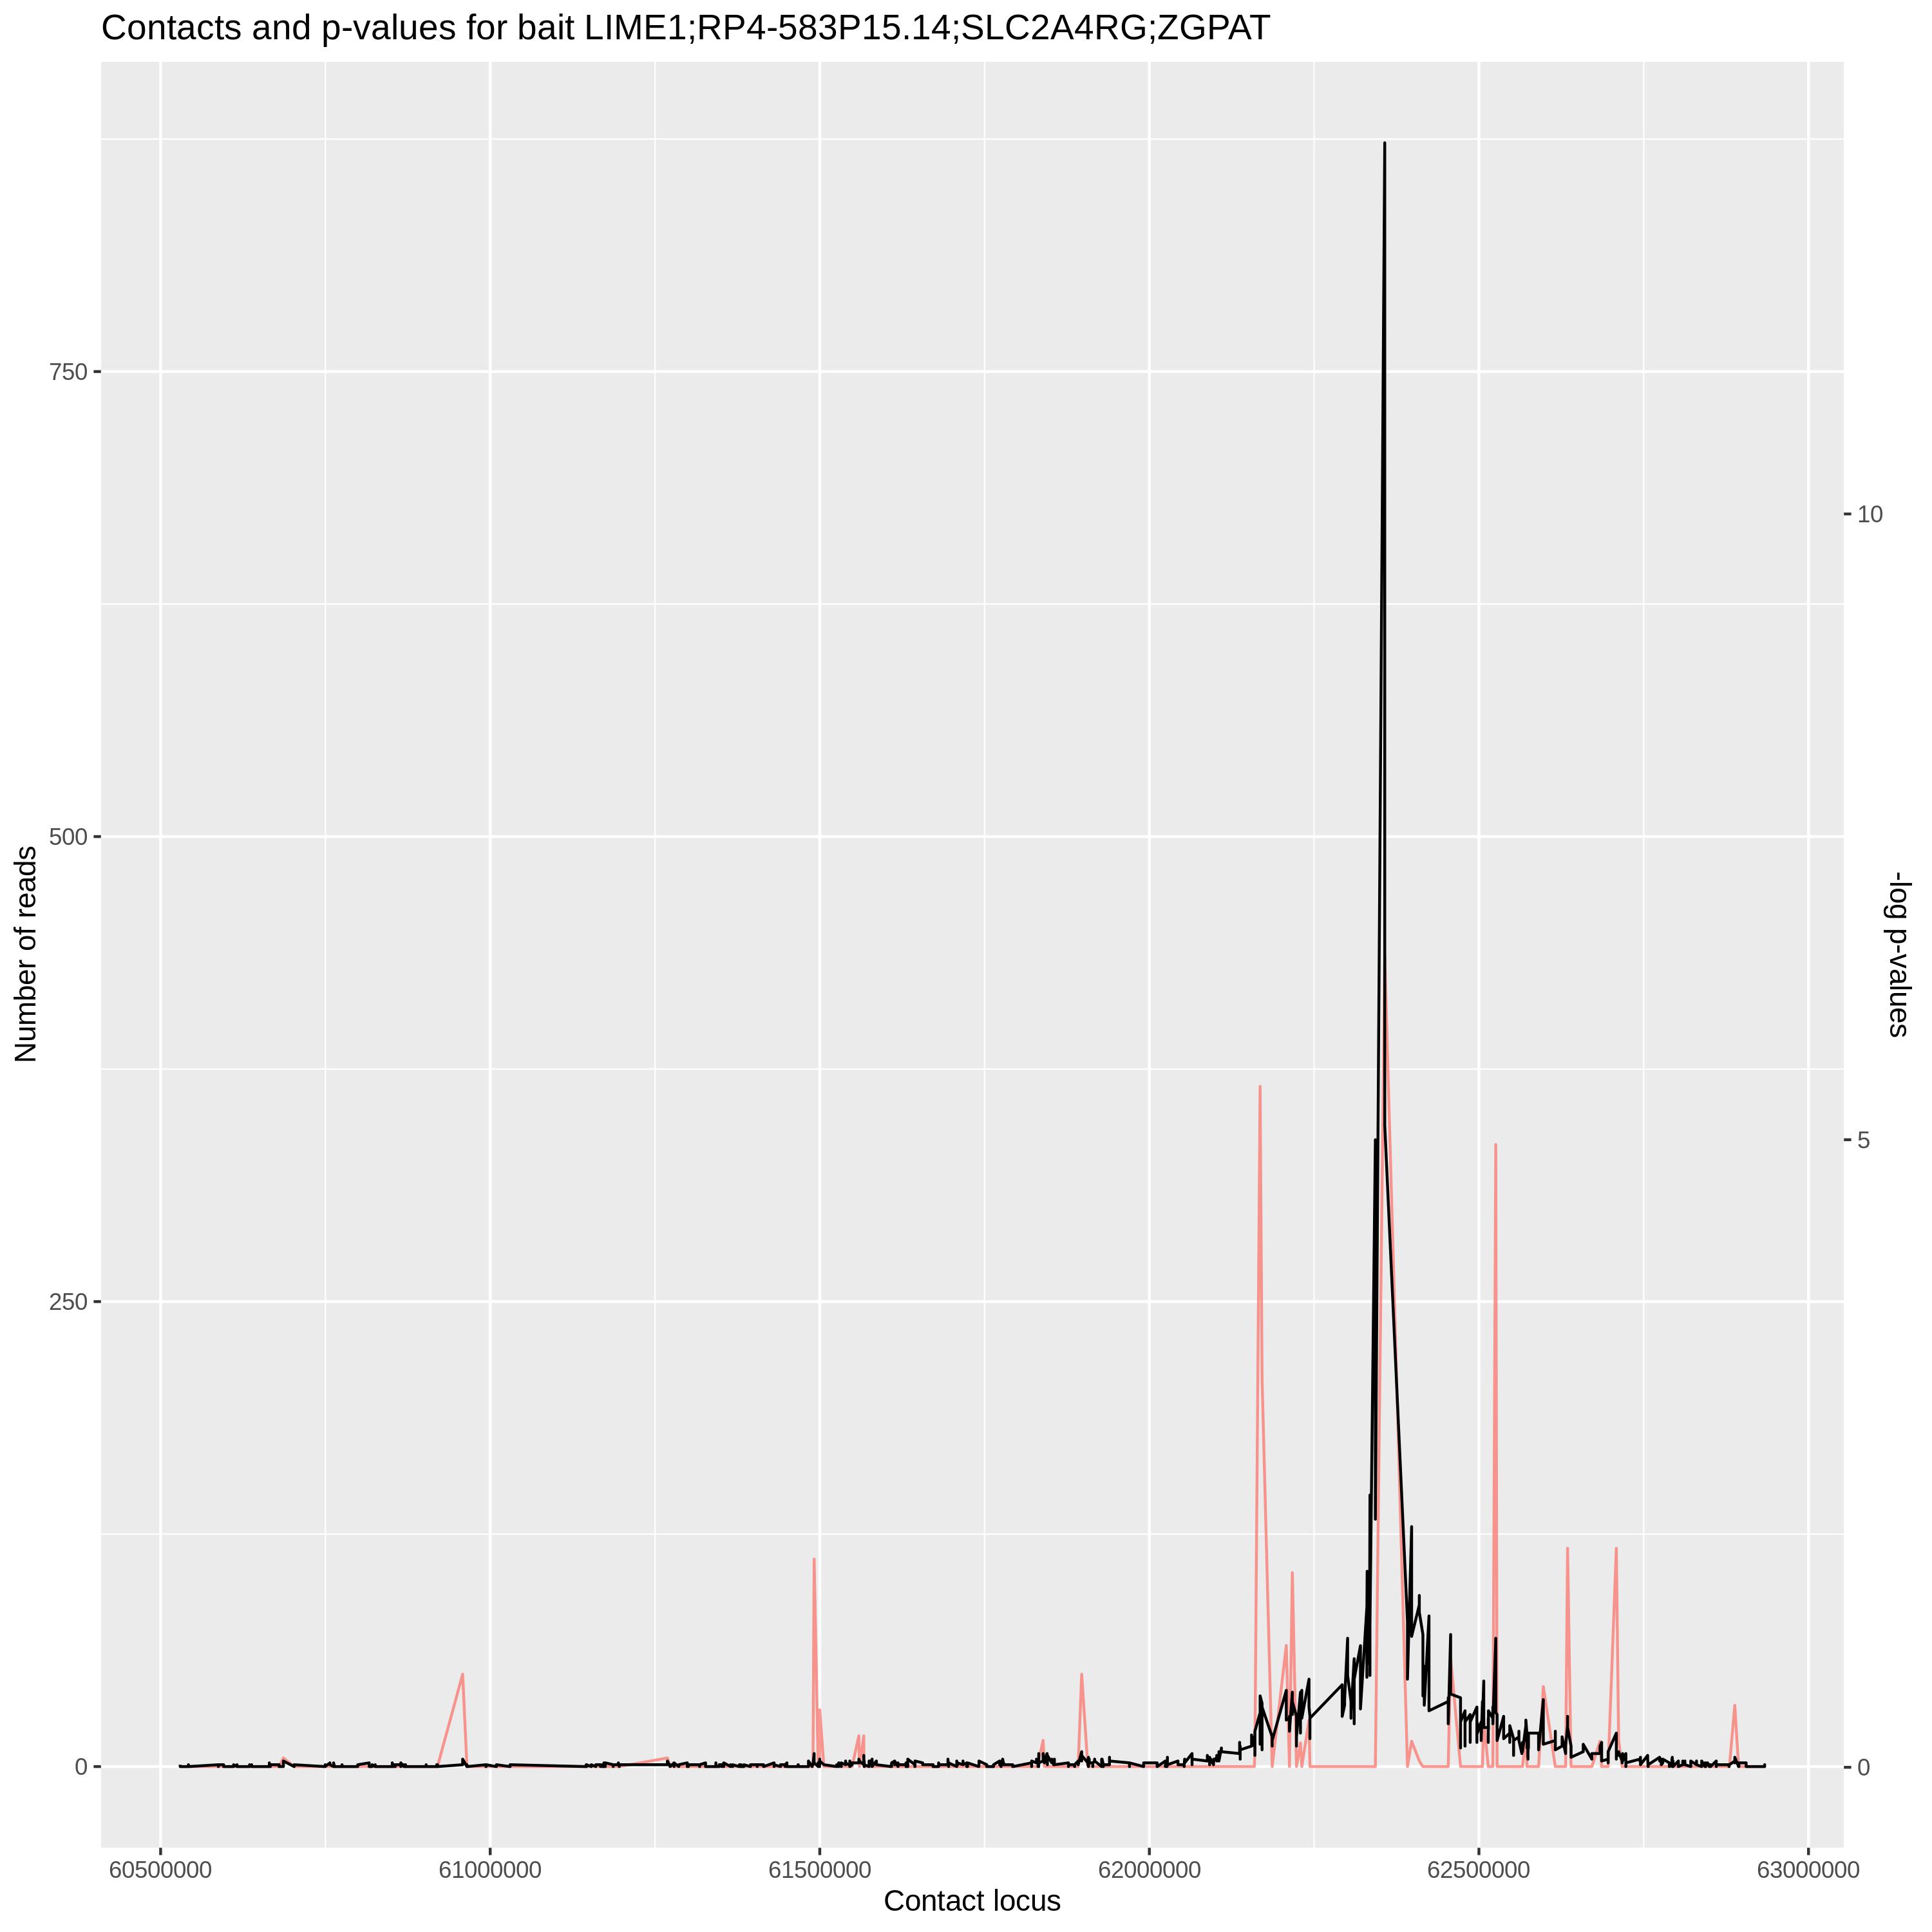 Contacts and p-values for bait LIME1;RP4-583P15.14;SLC2A4RG;ZGPAT
750
500
250
0
Number of reads
10
5
0
-log p-values
60500000 61000000 61500000 62000000 62500000 63000000
Contact locus